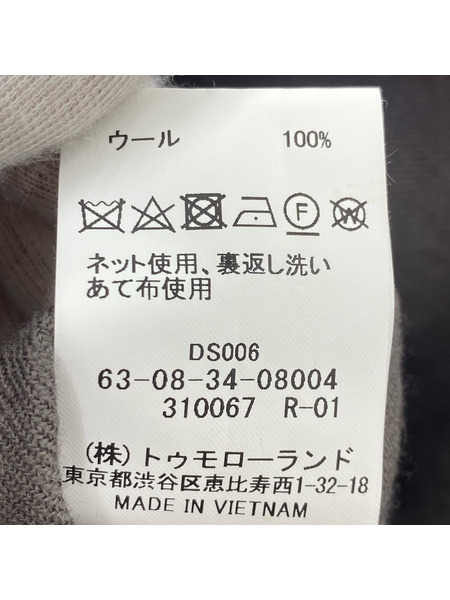 ウール 100%
F W
ネット使用、裏返し洗い
あて布使用
DS006
63-08-34-08004
310067 R-01
(株)トゥモローランド
東京都渋谷区恵比寿西1-32-18
MADE IN VIETNAM